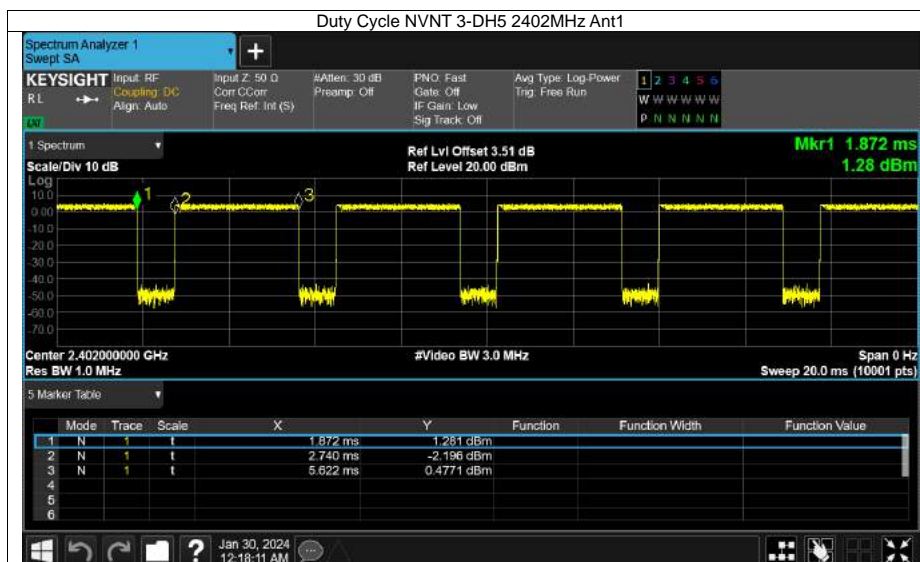 Duty Cycle NVNT 3-DH5 2402MHz Ant1
Spectrum Analyzer 1
Swept SA
+
KEYSIGHT
R L
LXI
Input: RF
Coupling: DC
Align: Auto
Input Z: 50 Ω
Corr CCorr
Freq Ref: Int (S)
#Atten: 30 dB
Preamp: Off
PNO: Fast
Gate: Off
IF Gain: Low
Sig Track: Off
Avg Type: Log-Power
Trig: Free Run
1 2 3 4 5 6
W W W W W W
P N N N N N
1 Spectrum
Scale/Div 10 dB
Ref Lvl Offset 3.51 dB
Ref Level 20.00 dBm
Mkr1 1.872 ms
1.28 dBm
Log
10.0
0.00
-10.0
-20.0
-30.0
-40.0
-50.0
-60.0
-70.0
1
2
3
Center 2.402000000 GHz
#Video BW 3.0 MHz
Span 0 Hz
Res BW 1.0 MHz
Sweep 20.0 ms (10001 pts)
5 Marker Table
Mode Trace Scale X Y Function Function Width Function Value
1 N 1 t 1.872 ms 1.281 dBm
2 N 1 t 2.740 ms -2.196 dBm
3 N 1 t 5.622 ms 0.4771 dBm
4
5
6
?
Jan 30, 2024
12:18:11 AM